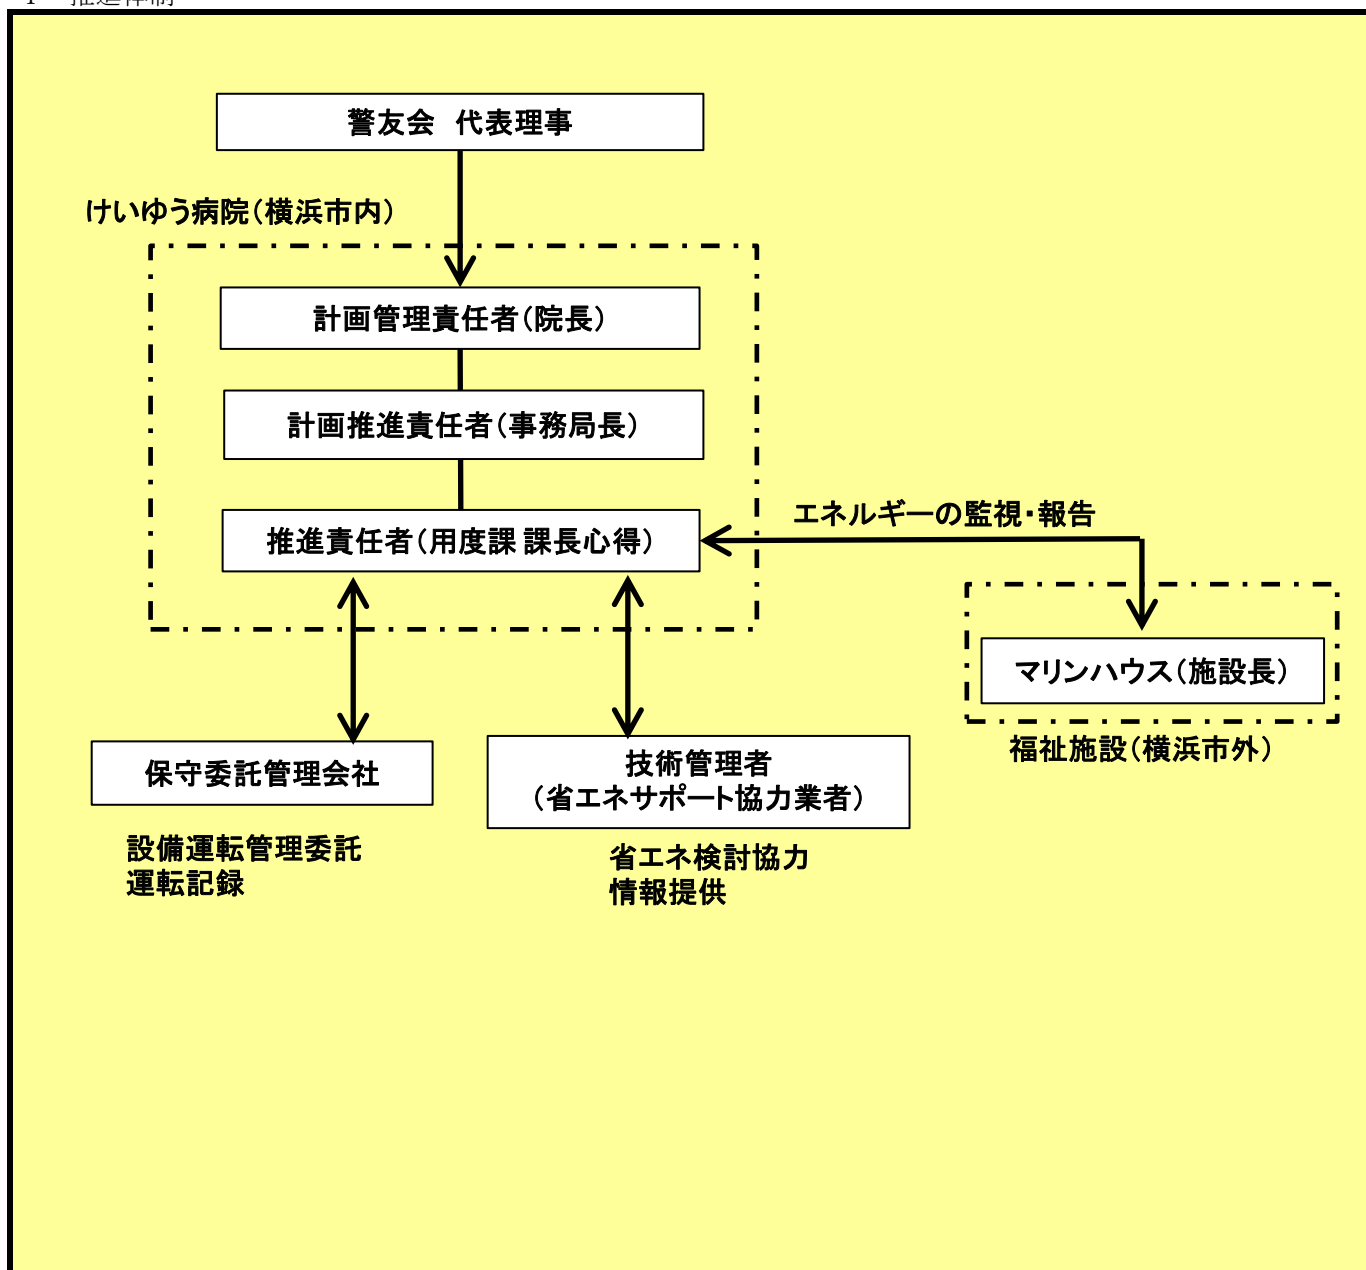 推進体制
警友会 代表理事
けいゆう病院(横浜市内)
計画管理責任者(院長)
計画推進責任者(事務局長)
推進責任者(用度課 課長心得)
エネルギーの監視・報告
マリンハウス(施設長)
福祉施設(横浜市外)
保守委託管理会社
設備運転管理委託
運転記録
技術管理者
(省エネサポート協力業者)
省エネ検討協力
情報提供